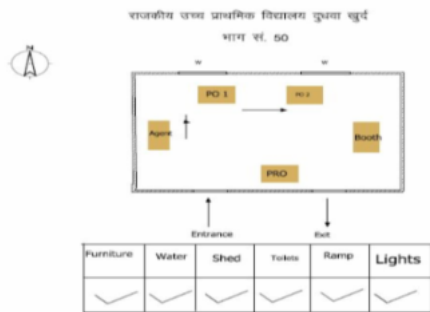 राजकीय उच्च प्राथमिक विद्यालय दुधवा खुर्द
भाग सं. 50
N
W W
PO 1 PO 2
Agent Booth
PRO
Entrance Exit
Furniture Water Shed Toilets Ramp Lights